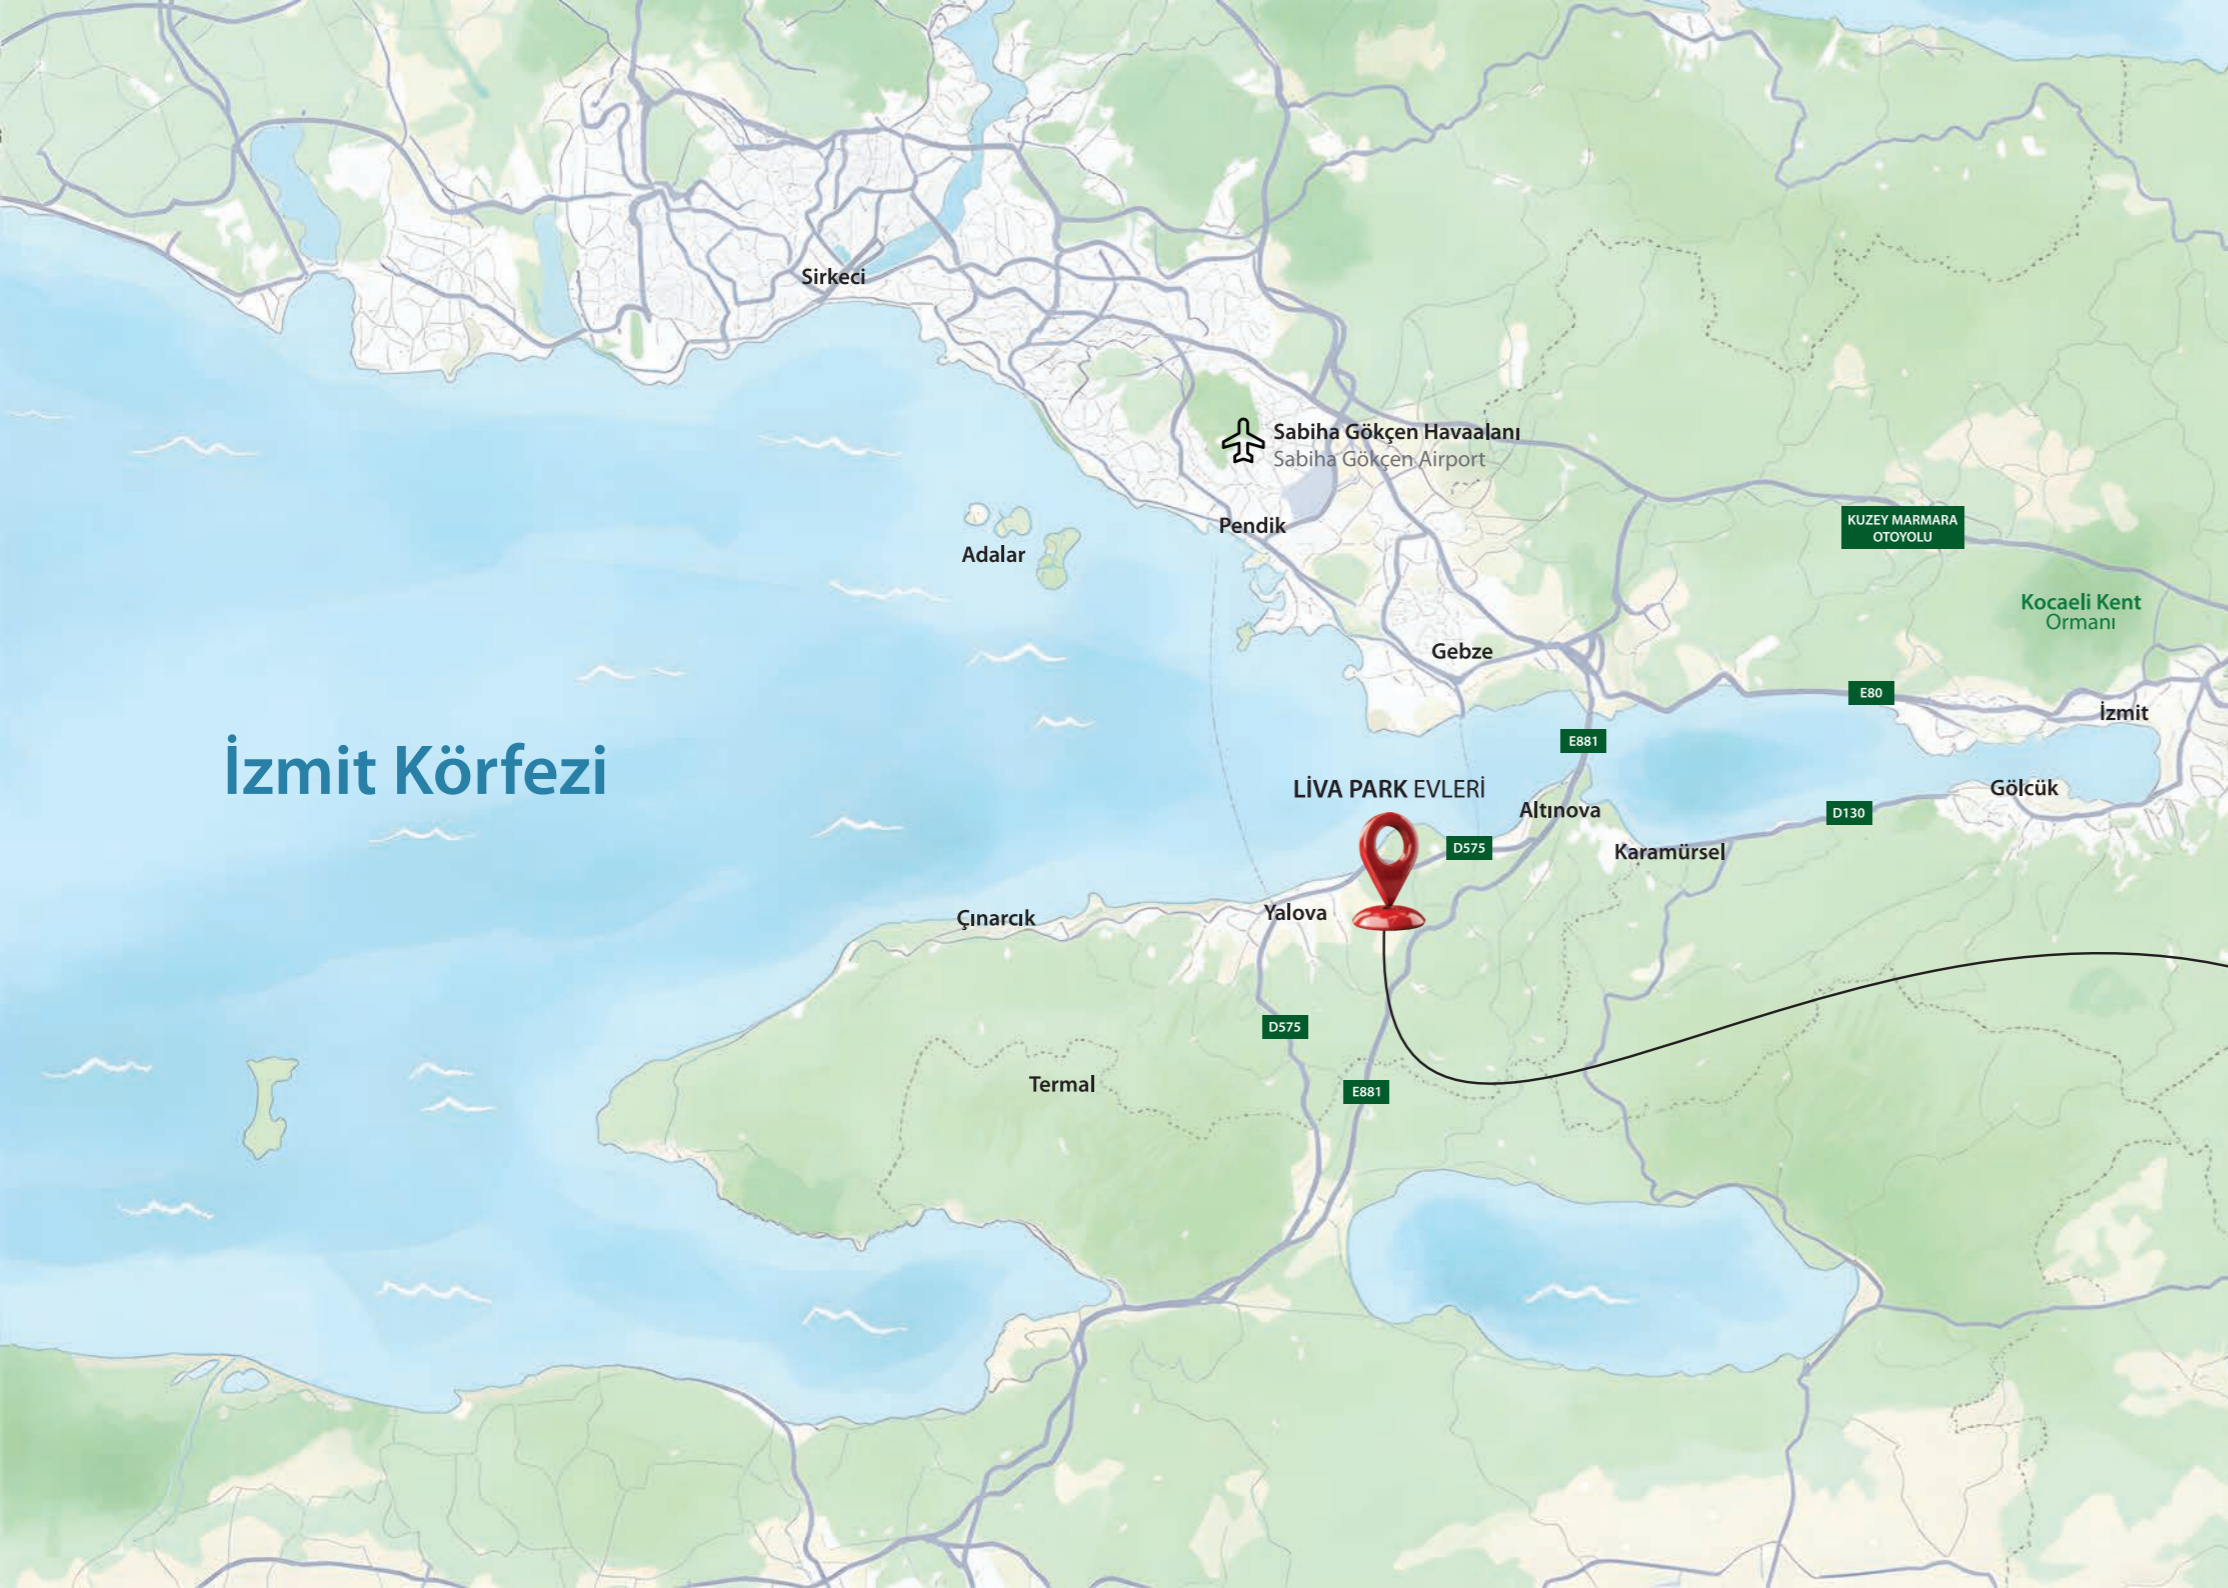 Sirkeci
Sabiha Gökçen Havaalanı
Sabiha Gökçen Airport
Pendik
KUZEY MARMARA
OTOYOLU
Adalar
Kocaeli Kent
Ormanı
Gebze
E80
İzmit
E881
İzmit Körfezi
LİVA PARK EVLERİ
Gölcük
Altınova
D130
D575
Karamürsel
Çınarcık
Yalova
D575
Termal
E881